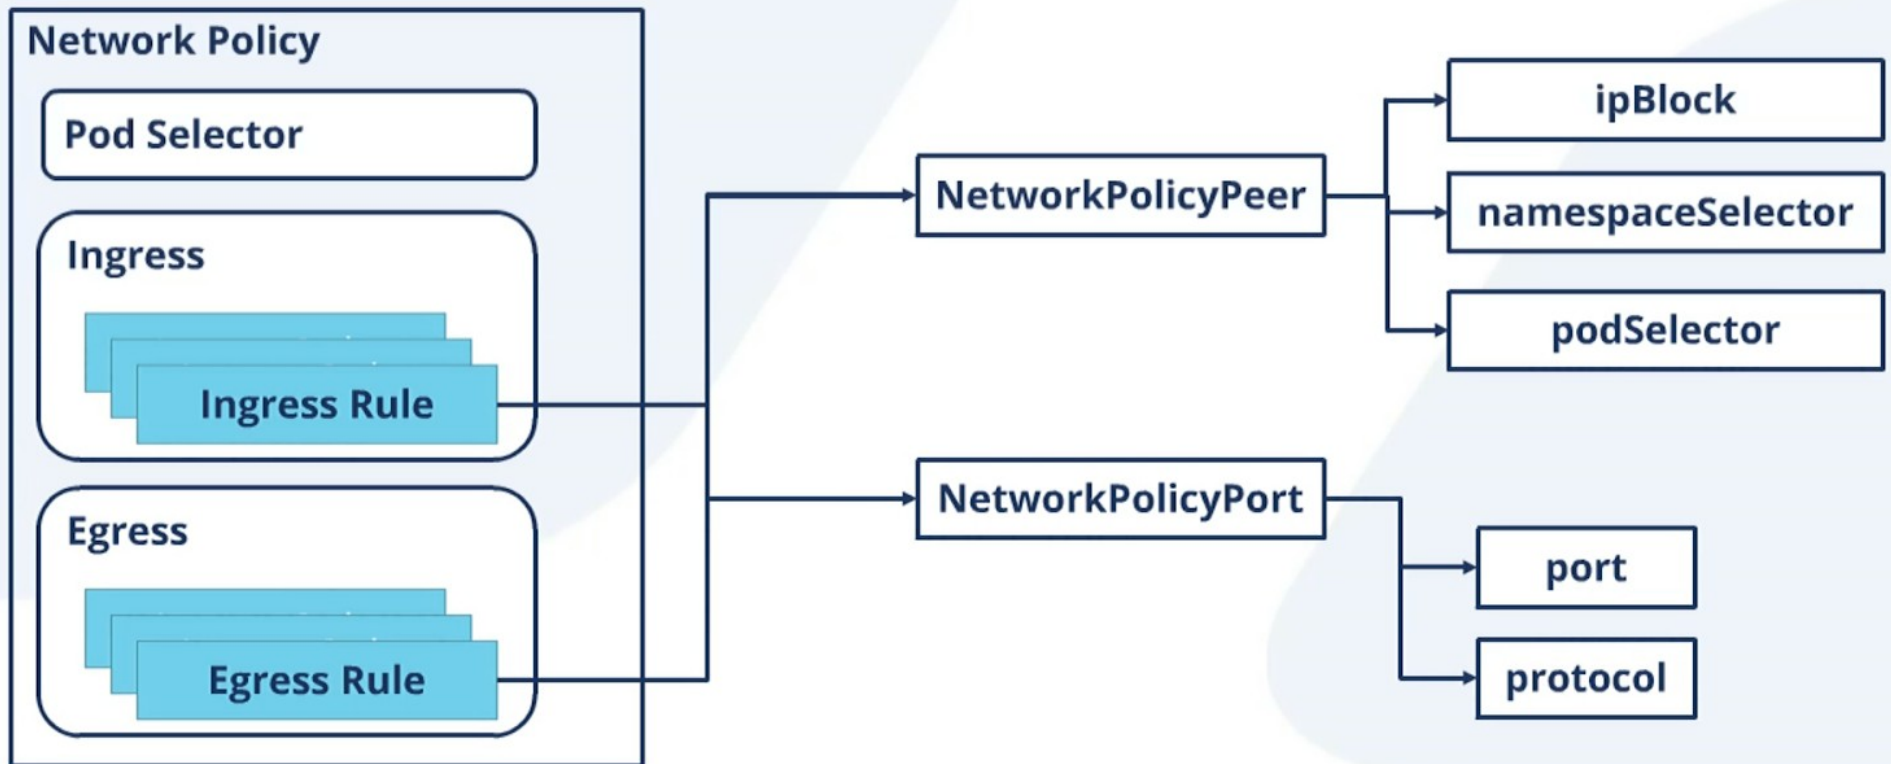 Network Policy
Pod Selector
Ingress
Ingress Rule
Egress
Egress Rule
NetworkPolicyPeer
ipBlock
namespaceSelector
podSelector
NetworkPolicyPort
port
protocol